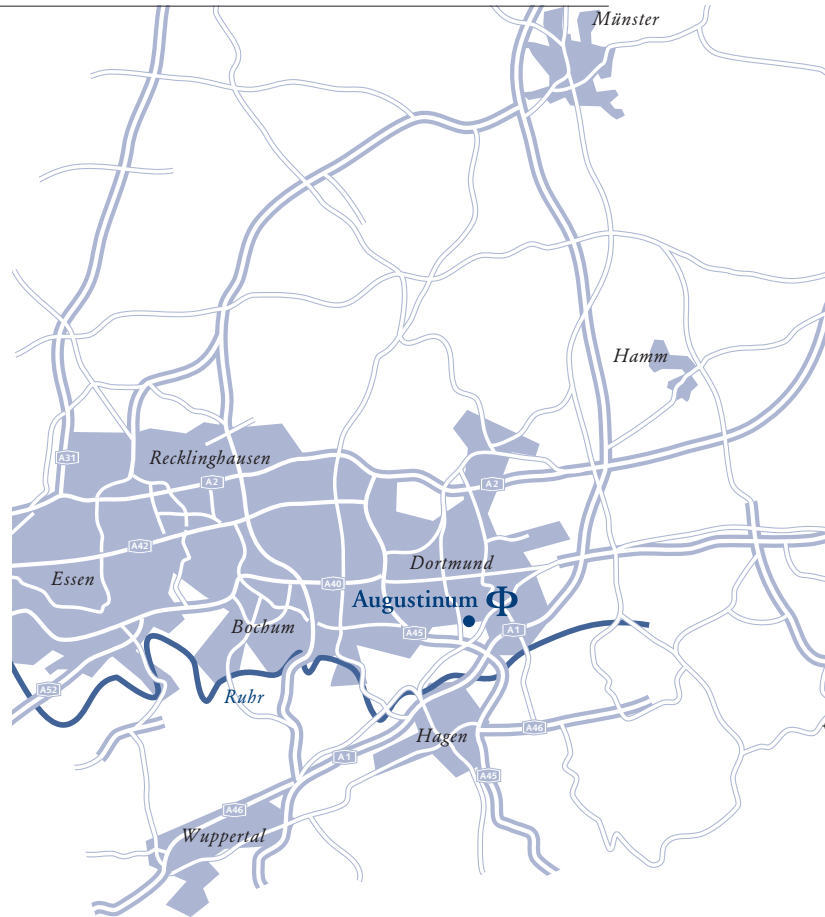 Münster
Hamm
A31
Recklinghausen
A2
A2
A42
Essen
Dortmund
A40
Augustinum Φ
Bochum
A45
A1
A52
Ruhr
Hagen
A46
A1
A45
A46
Wuppertal